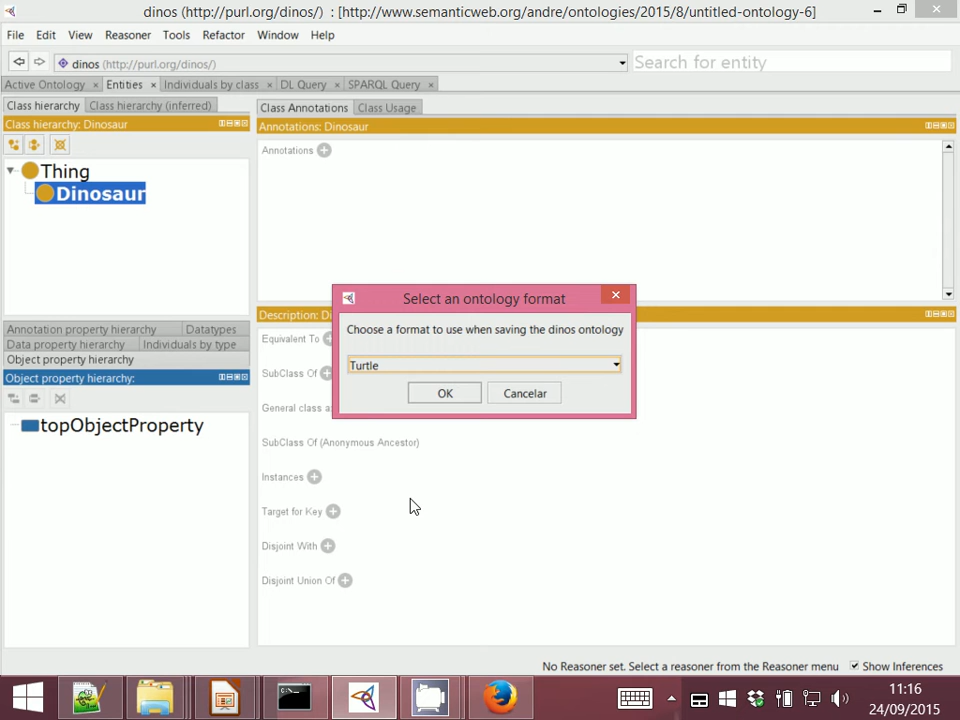 dinos (http://purl.org/dinos/) : [http://www.semanticweb.org/andre/ontologies/2015/8/untitled-ontology-6]
File Edit View Reasoner Tools Refactor Window Help
dinos (http://purl.org/dinos/)
Search for entity
Active Ontology × Entities × Individuals by class × DL Query × SPARQL Query ×
Class hierarchy Class hierarchy (inferred)
Class hierarchy: Dinosaur
Thing
Dinosaur
Class Annotations Class Usage
Annotations: Dinosaur
Annotations
Select an ontology format
Choose a format to use when saving the dinos ontology
Turtle
OK Cancelar
Annotation property hierarchy Datatypes
Data property hierarchy Individuals by type
Object property hierarchy
Object property hierarchy:
topObjectProperty
Description: Di
Equivalent To
SubClass Of
General class a
SubClass Of (Anonymous Ancestor)
Instances
Target for Key
Disjoint With
Disjoint Union Of
No Reasoner set. Select a reasoner from the Reasoner menu Show Inferences
11:16
24/09/2015